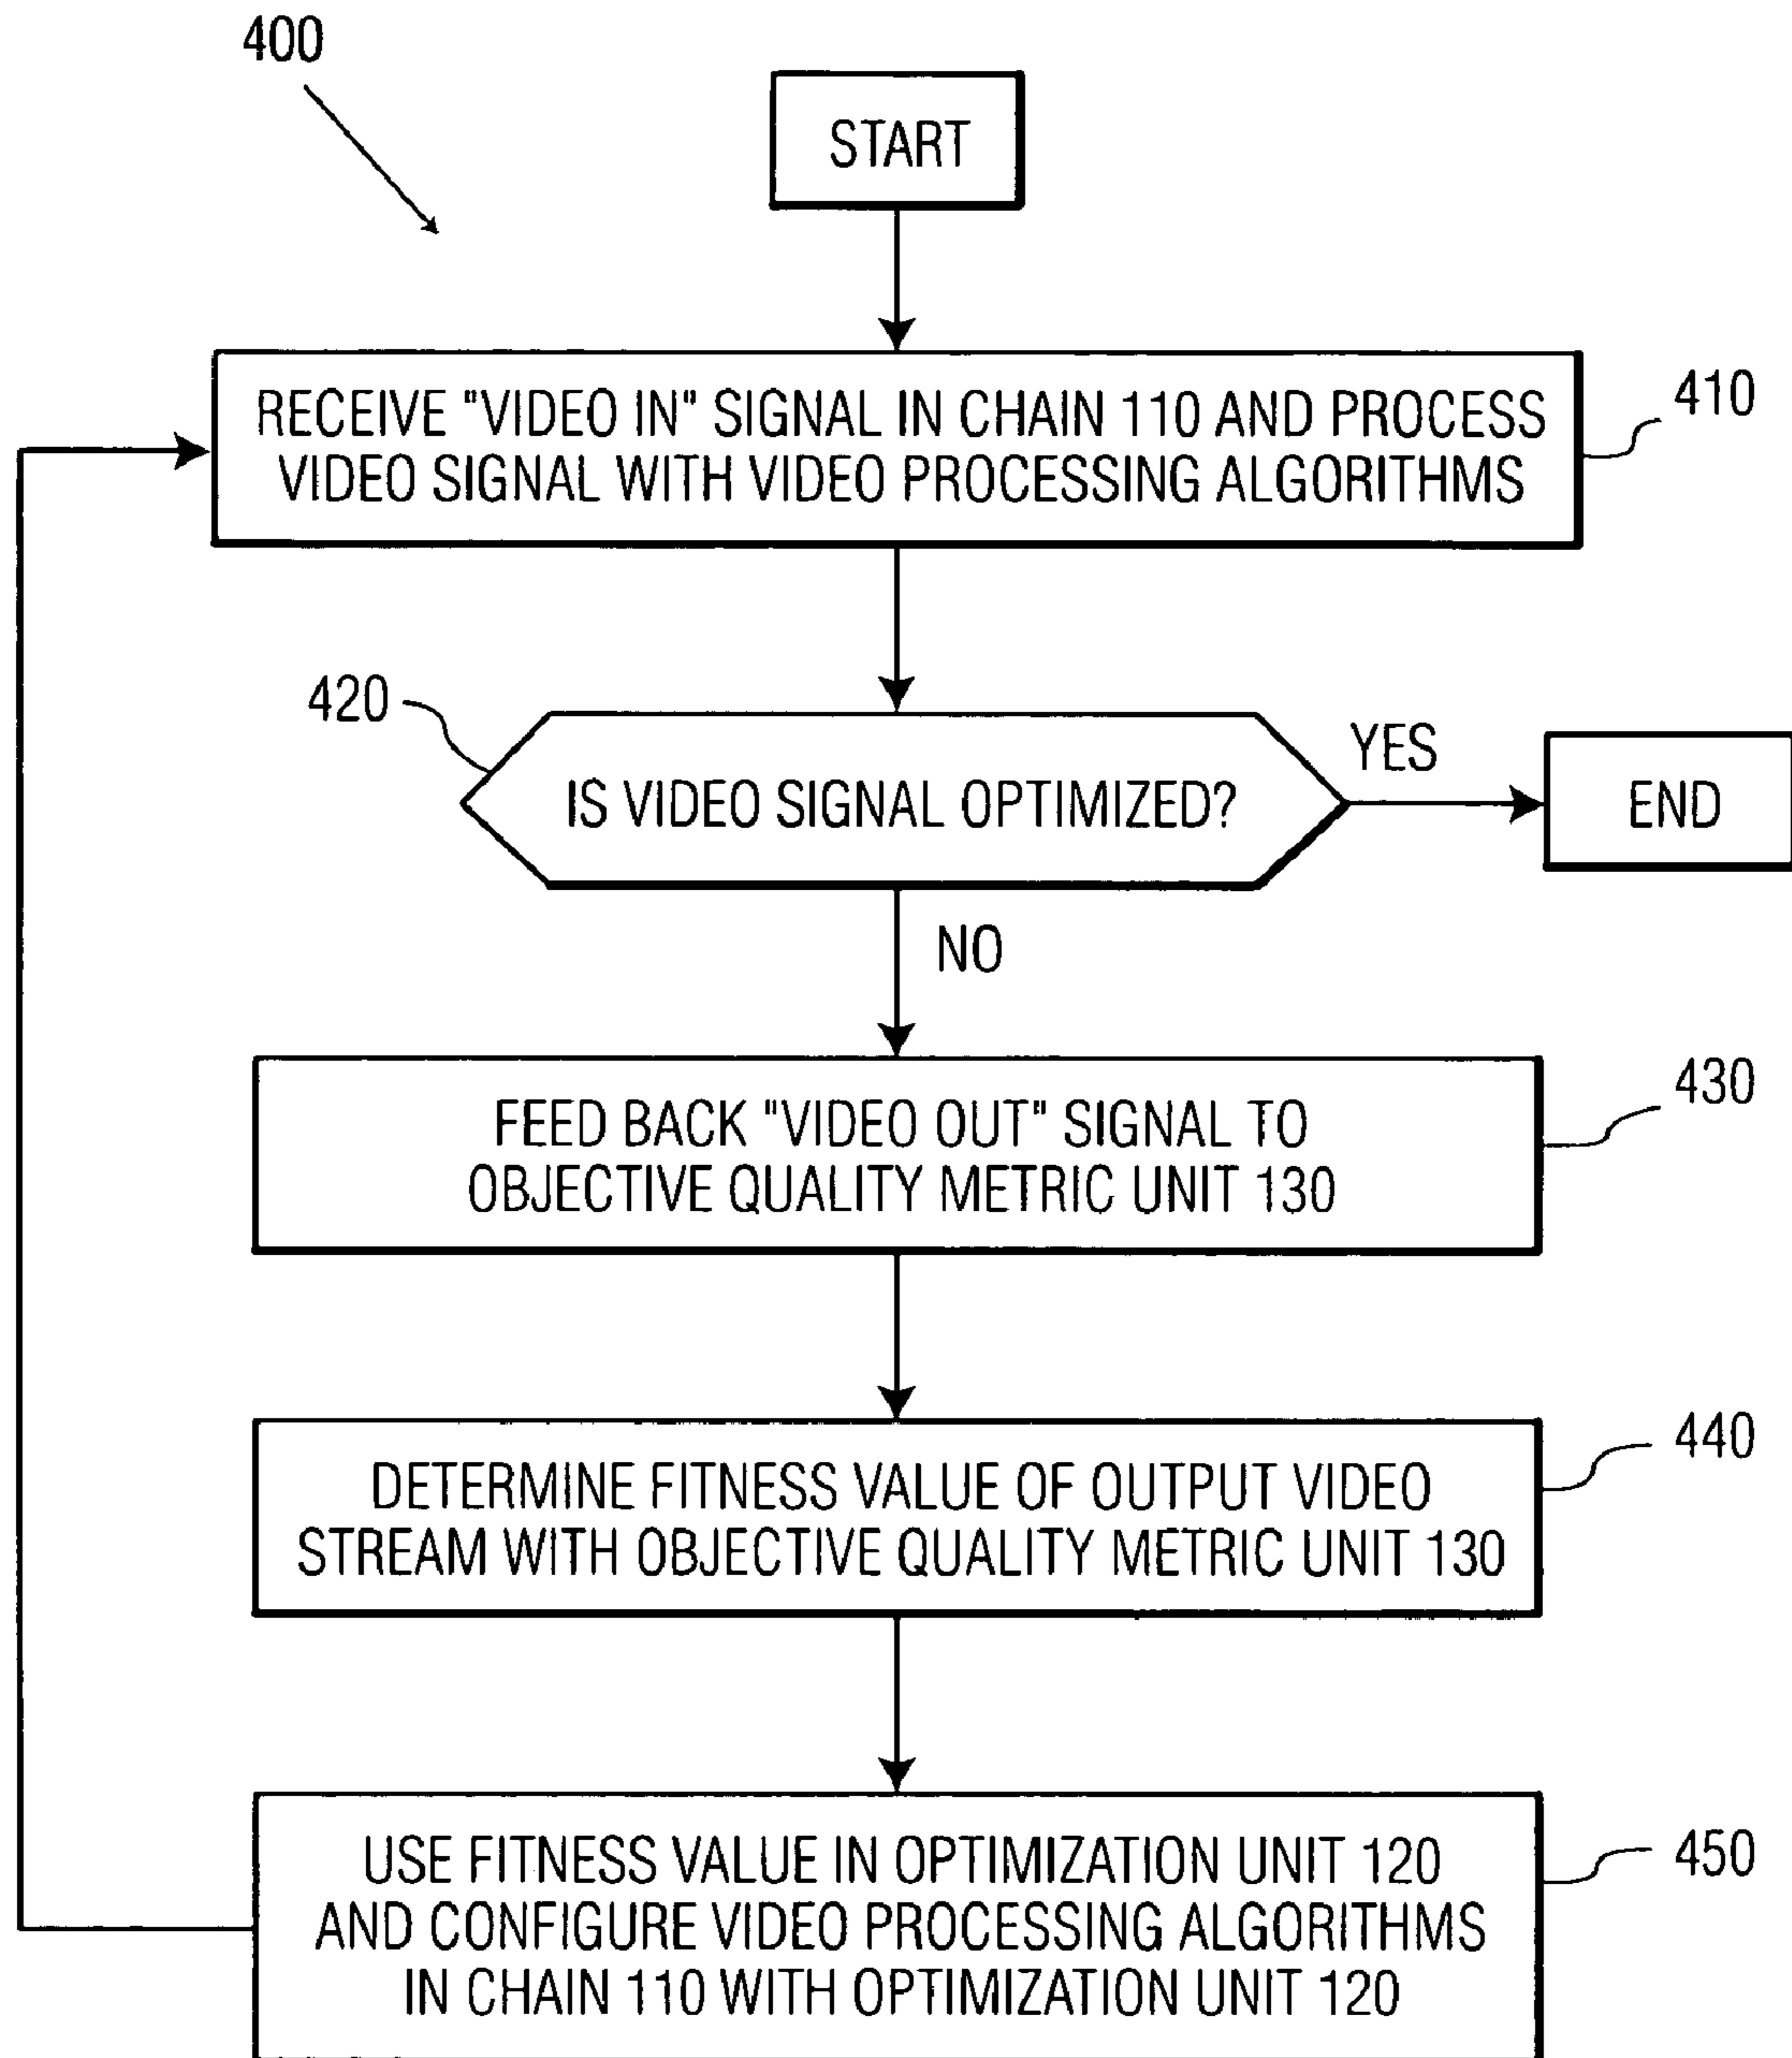 400
START
RECEIVE "VIDEO IN" SIGNAL IN CHAIN 110 AND PROCESS
VIDEO SIGNAL WITH VIDEO PROCESSING ALGORITHMS
410
420
IS VIDEO SIGNAL OPTIMIZED?
YES
END
NO
FEED BACK "VIDEO OUT" SIGNAL TO
OBJECTIVE QUALITY METRIC UNIT 130
430
DETERMINE FITNESS VALUE OF OUTPUT VIDEO
STREAM WITH OBJECTIVE QUALITY METRIC UNIT 130
440
USE FITNESS VALUE IN OPTIMIZATION UNIT 120
AND CONFIGURE VIDEO PROCESSING ALGORITHMS
IN CHAIN 110 WITH OPTIMIZATION UNIT 120
450